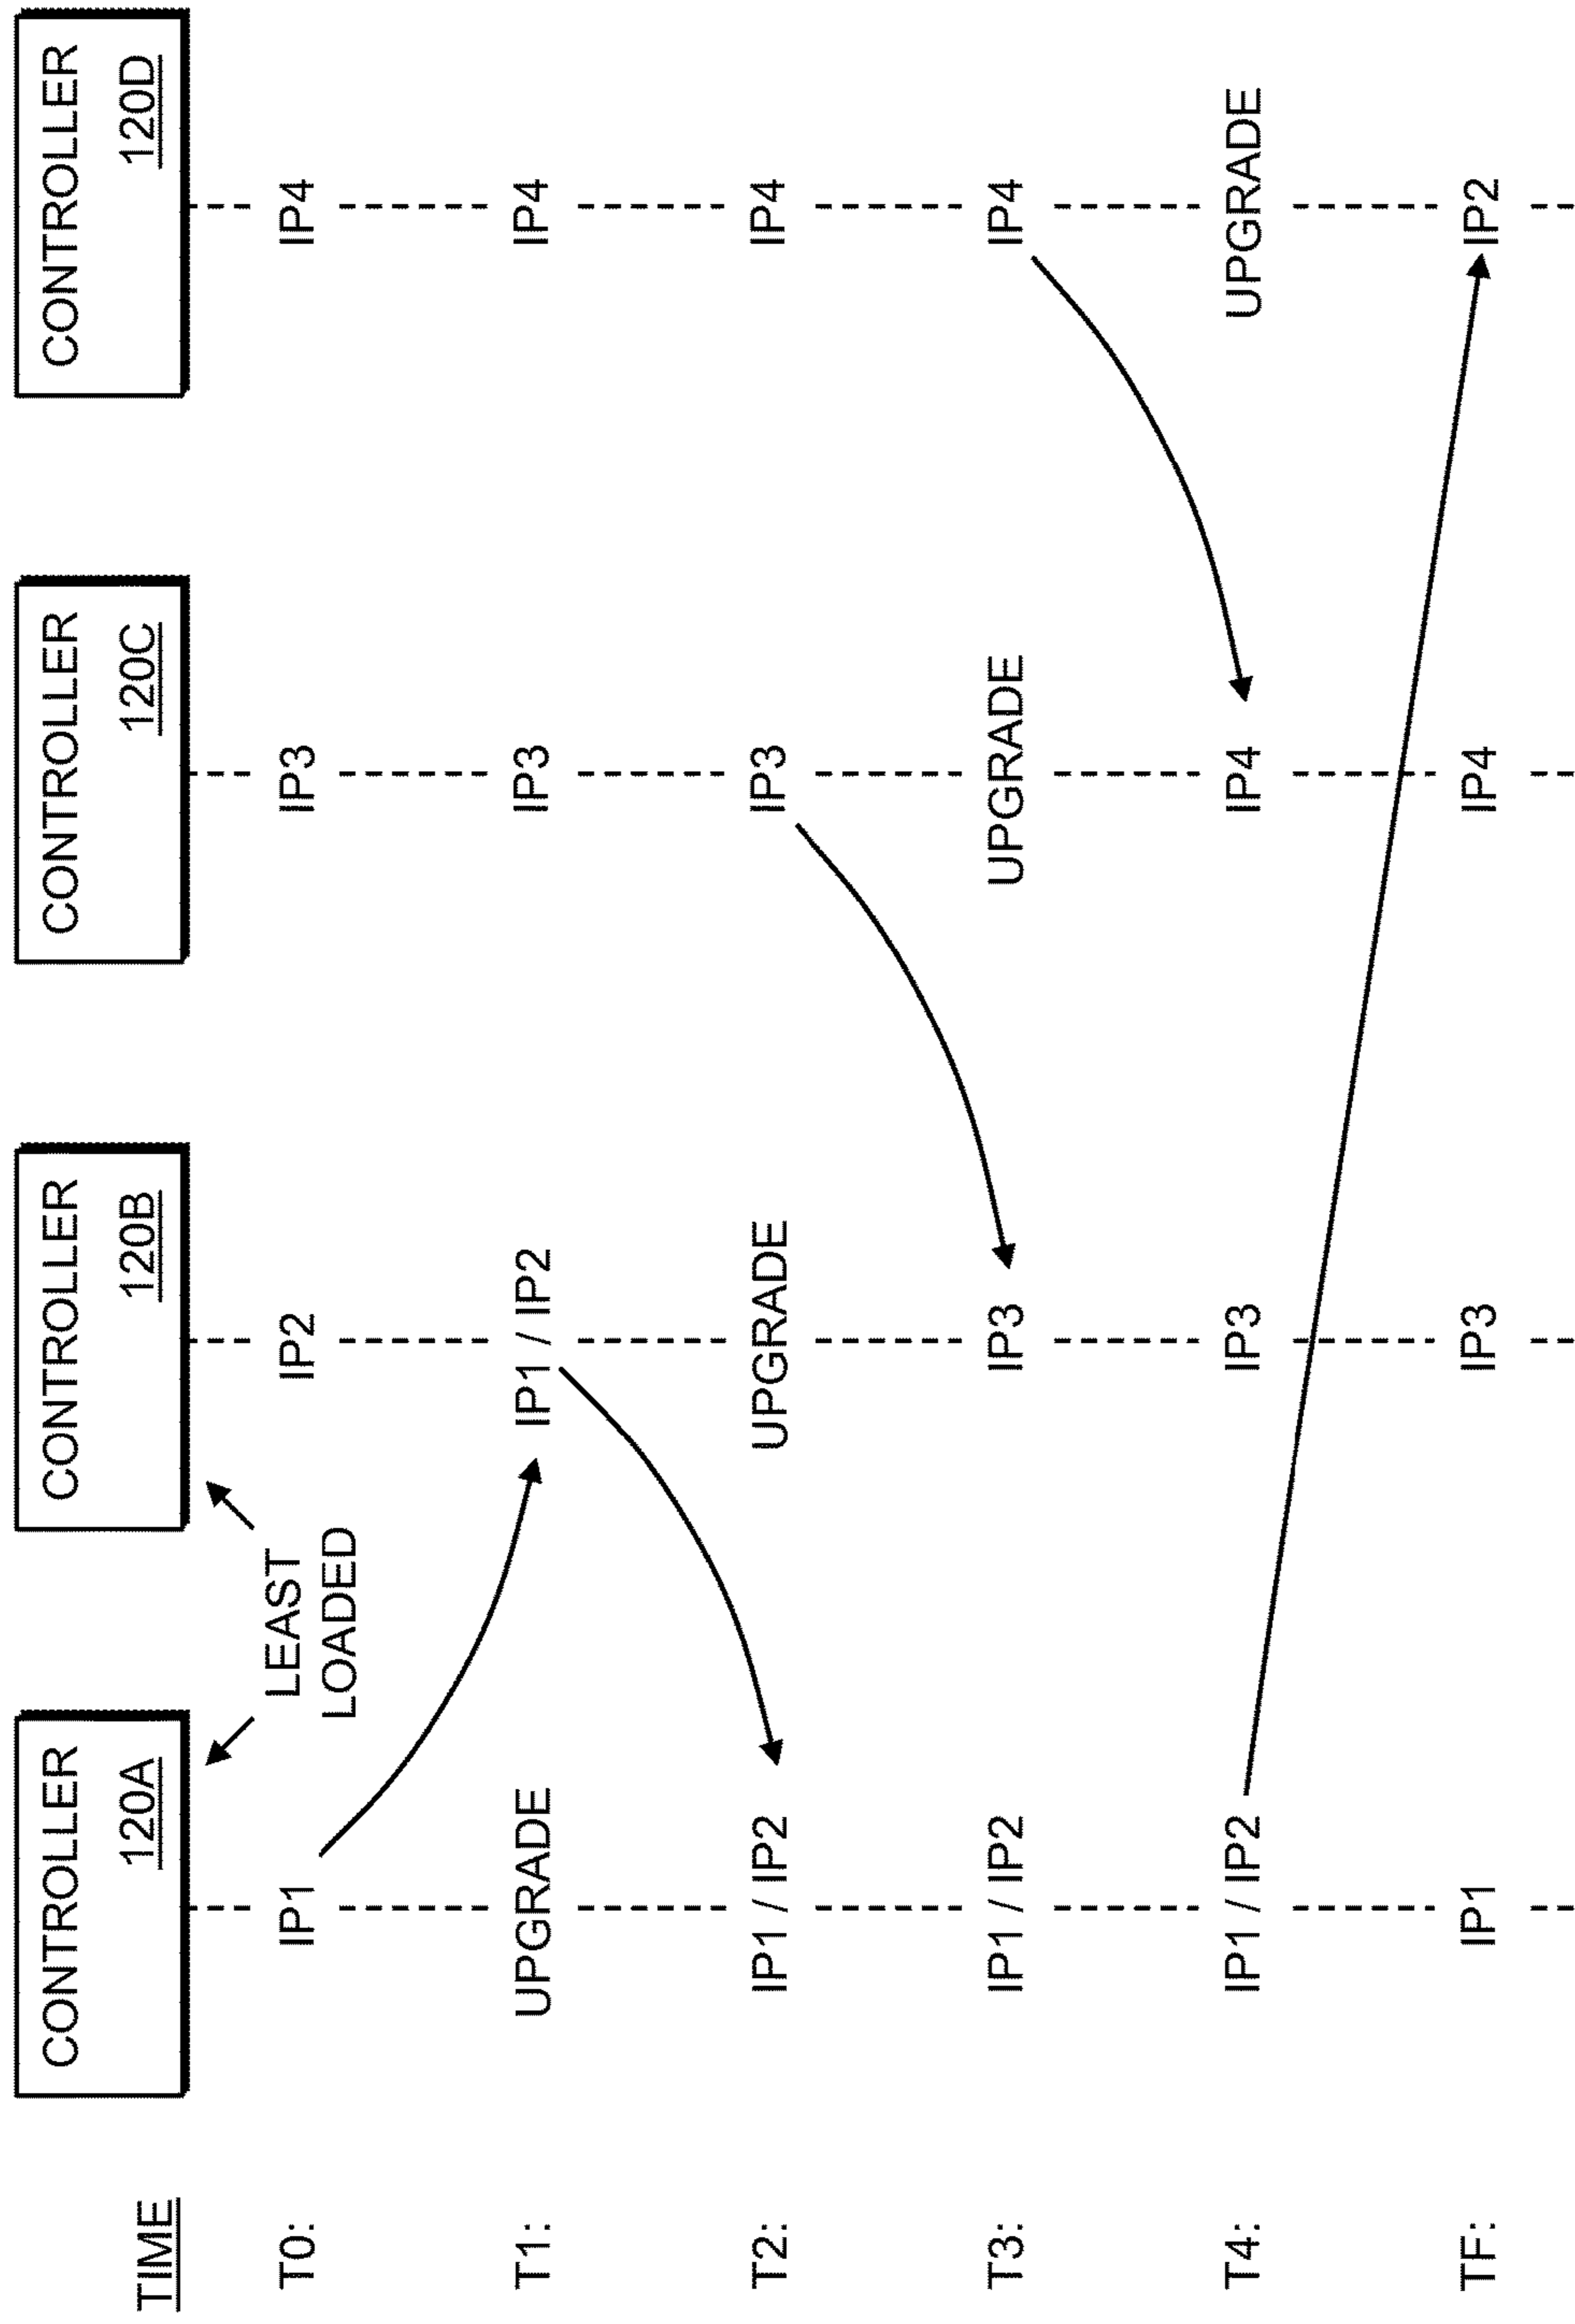 CONTROLLER CONTROLLER CONTROLLER CONTROLLER
TIME 120A 120B 120C 120D
LEAST
LOADED
T0: IP1 IP2 IP3 IP4
T1: UPGRADE IP1 / IP2 IP3 IP4
T2: IP1 / IP2 UPGRADE IP3 IP4
T3: IP1 / IP2 IP3 UPGRADE IP4
T4: IP1 / IP2 IP3 IP4 UPGRADE
TF: IP1 IP3 IP4 IP2